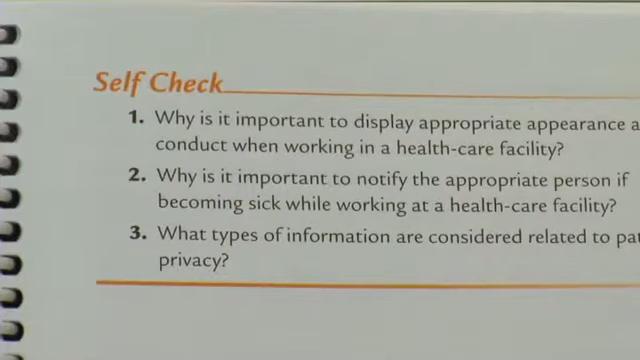 Self Check
1. Why is it important to display appropriate appearance a
conduct when working in a health-care facility?
2. Why is it important to notify the appropriate person if
becoming sick while working at a health-care facility?
3. What types of information are considered related to pat
privacy?